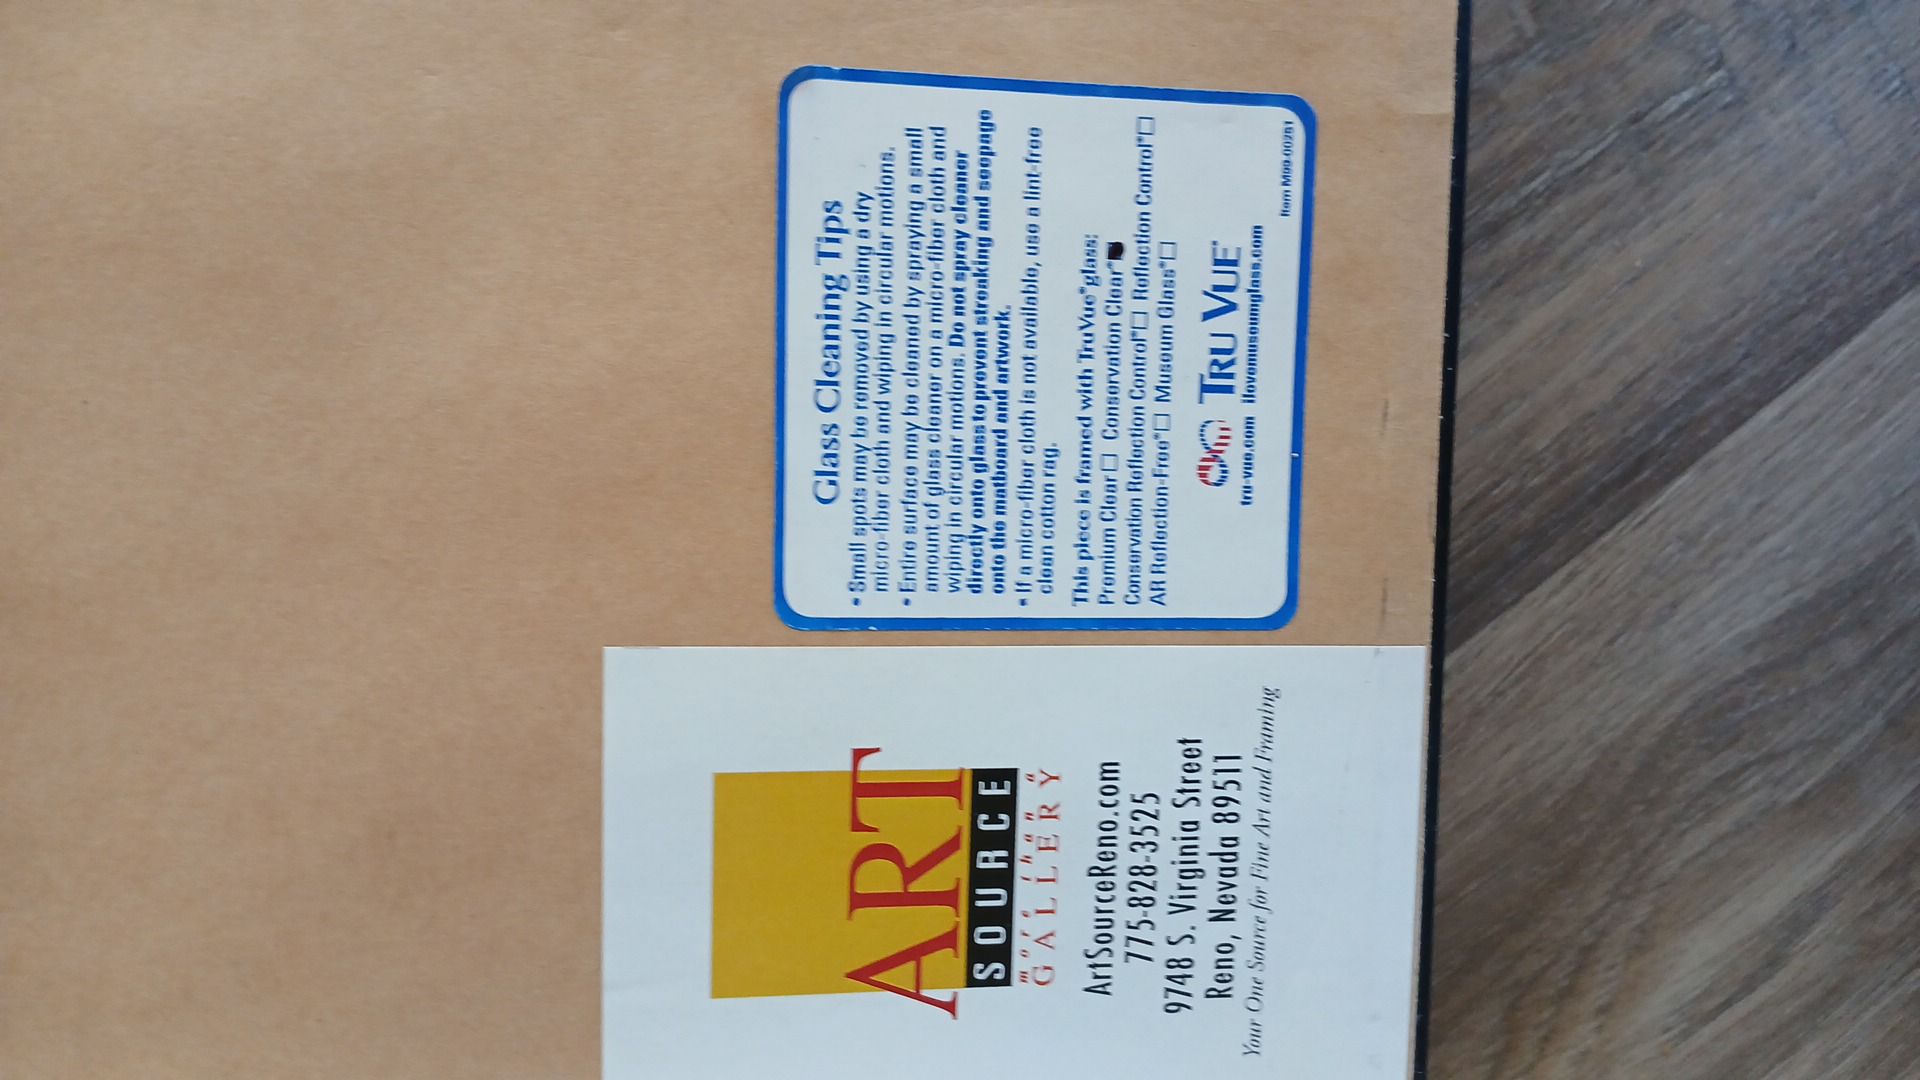 Glass Cleaning Tips
• Small spots may be removed by using a dry
micro-fiber cloth and wiping in circular motions.
• Entire surface may be cleaned by spraying a small
amount of glass cleaner on a micro-fiber cloth and
wiping in circular motions. Do not spray cleaner
directly onto glass to prevent streaking and seepage
onto the matboard and artwork.
• If a micro-fiber cloth is not available, use a lint-free
clean cotton rag.
This piece is framed with Tru Vue® glass:
Premium Clear □ Conservation Clear® ■
Conservation Reflection Control® □ Reflection Control® □
AR Reflection-Free® □ Museum Glass® □
TRU VUE®
tru-vue.com ilovemuseumglass.com
Item M99-00281
ART
SOURCE
more than a
GALLERY
ArtSourceReno.com
775-828-3525
9748 S. Virginia Street
Reno, Nevada 89511
Your One Source for Fine Art and Framing